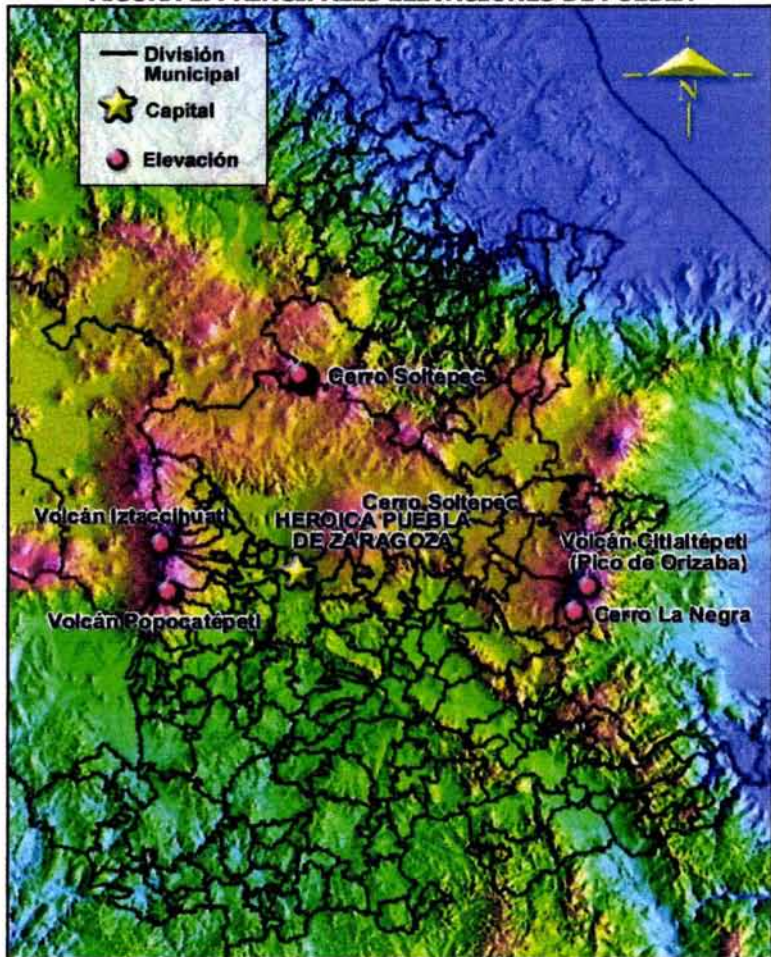 División
Municipal
Capital
Elevación
N
Cerro Soltepec
Cerro Soltepec
Volcán Iztaccíhuatl
HEROICA PUEBLA
DE ZARAGOZA
Volcán Citlaltépetl
(Pico de Orizaba)
Cerro La Negra
Volcán Popocatépetl